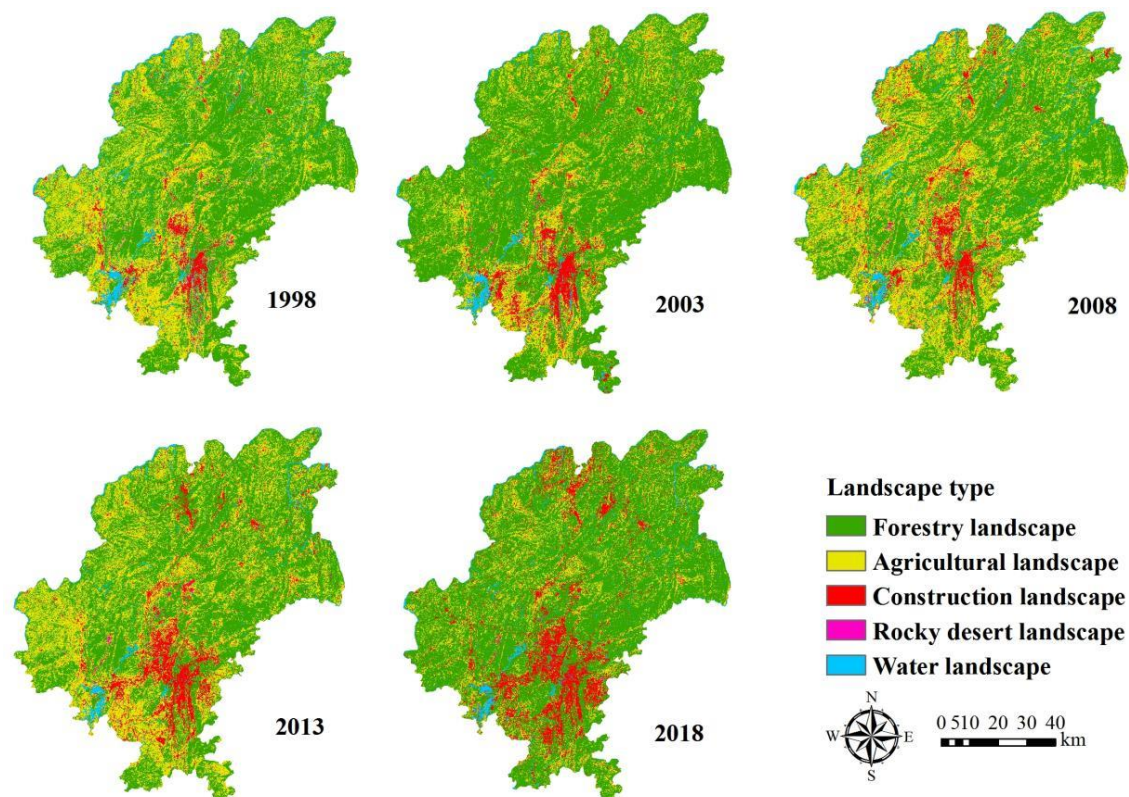 1998
2003
2008
2013
2018
Landscape type
Forestry landscape
Agricultural landscape
Construction landscape
Rocky desert landscape
Water landscape
N
W E
S
0 510 20 30 40
km